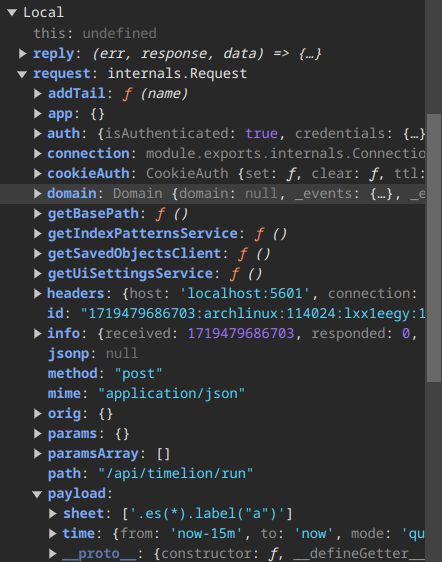 Local
this: undefined
reply: (err, response, data) => {…}
request: internals.Request
addTail: ƒ (name)
app: {}
auth: {isAuthenticated: true, credentials: {…}
connection: module.exports.internals.Connectio
cookieAuth: CookieAuth {set: ƒ, clear: ƒ, ttl:
domain: Domain {domain: null, _events: {…}, _e
getBasePath: ƒ ()
getIndexPatternsService: ƒ ()
getSavedObjectsClient: ƒ ()
getUiSettingsService: ƒ ()
headers: {host: 'localhost:5601', connection:
id: "1719479686703:archlinux:114024:lxx1eegy:1
info: {received: 1719479686703, responded: 0,
jsonp: null
method: "post"
mime: "application/json"
orig: {}
params: {}
paramsArray: []
path: "/api/timelion/run"
payload:
sheet: ['.es(*).label("a")']
time: {from: 'now-15m', to: 'now', mode: 'qu
__proto__: {constructor: ƒ, __defineGetter__